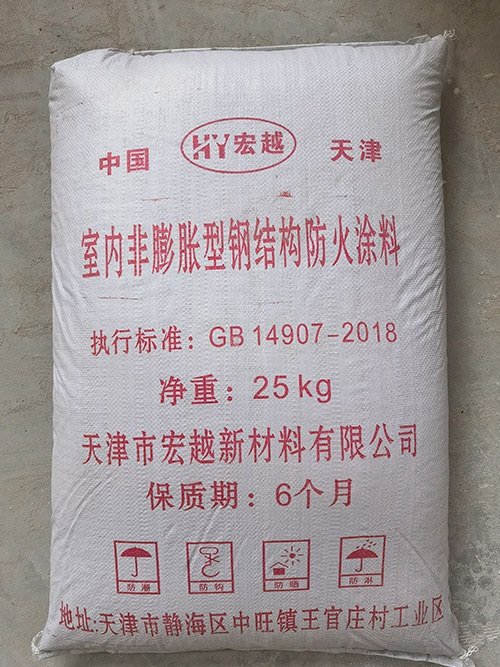 中国 HY宏越 天津
室内非膨胀型钢结构防火涂料
执行标准：GB 14907-2018
净重：25kg
天津市宏越新材料有限公司
保质期：6个月
防潮 防钩 防晒 防淋
地址:天津市静海区中旺镇王官庄村工业区